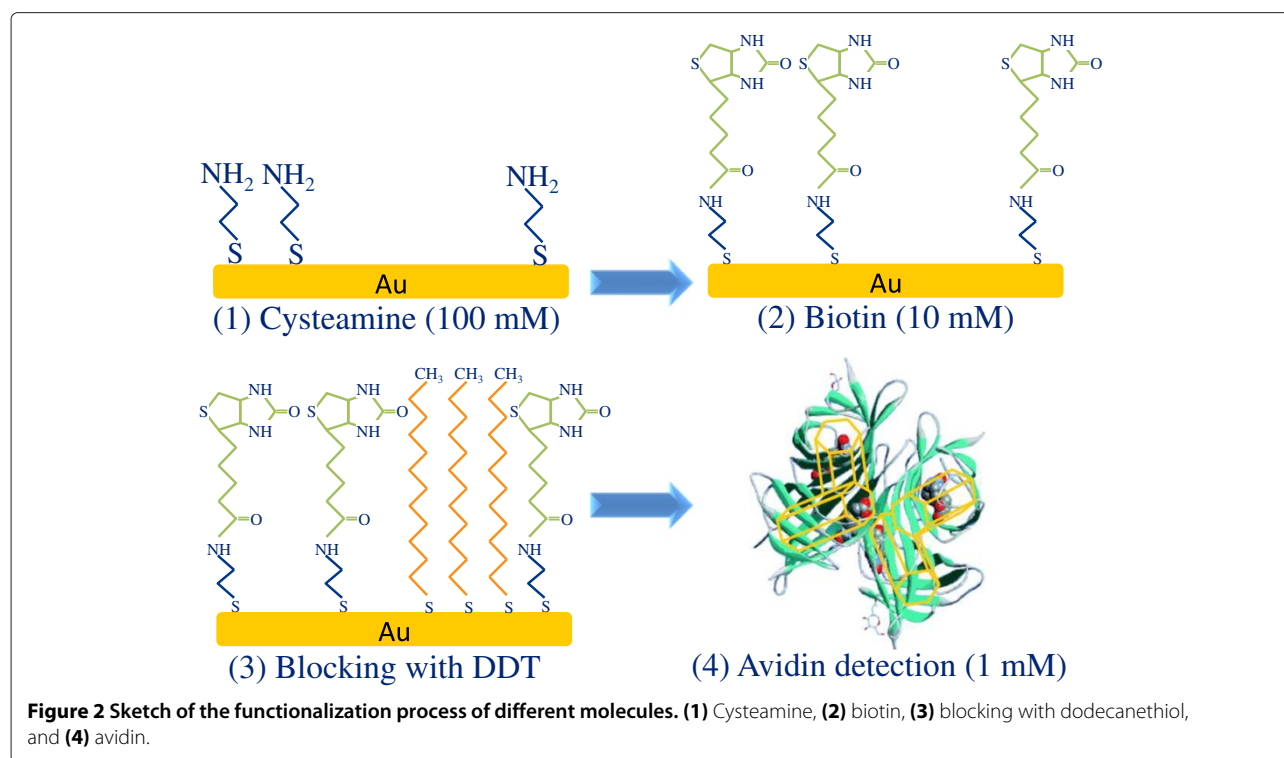 NH₂ NH₂ NH₂
S S S
Au
(1) Cysteamine (100 mM)
NH NH NH
S O S O S O
NH NH NH
O O O
NH NH NH
S S S
Au
(2) Biotin (10 mM)
CH₃ CH₃ CH₃
NH NH NH
S O S O S O
NH NH NH
O O O
NH NH NH
S S S S S S
Au
(3) Blocking with DDT
(4) Avidin detection (1 mM)
Figure 2 Sketch of the functionalization process of different molecules. (1) Cysteamine, (2) biotin, (3) blocking with dodecanethiol,
and (4) avidin.